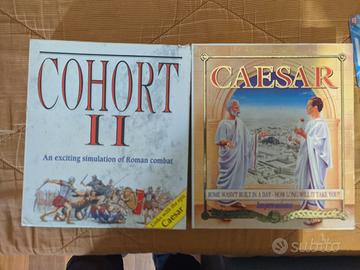 COHORT
II
An exciting simulation of Roman combat
Links with the epic
Caesar
CAESAR
ROME WASN'T BUILT IN A DAY - HOW LONG WILL IT TAKE YOU?
subito